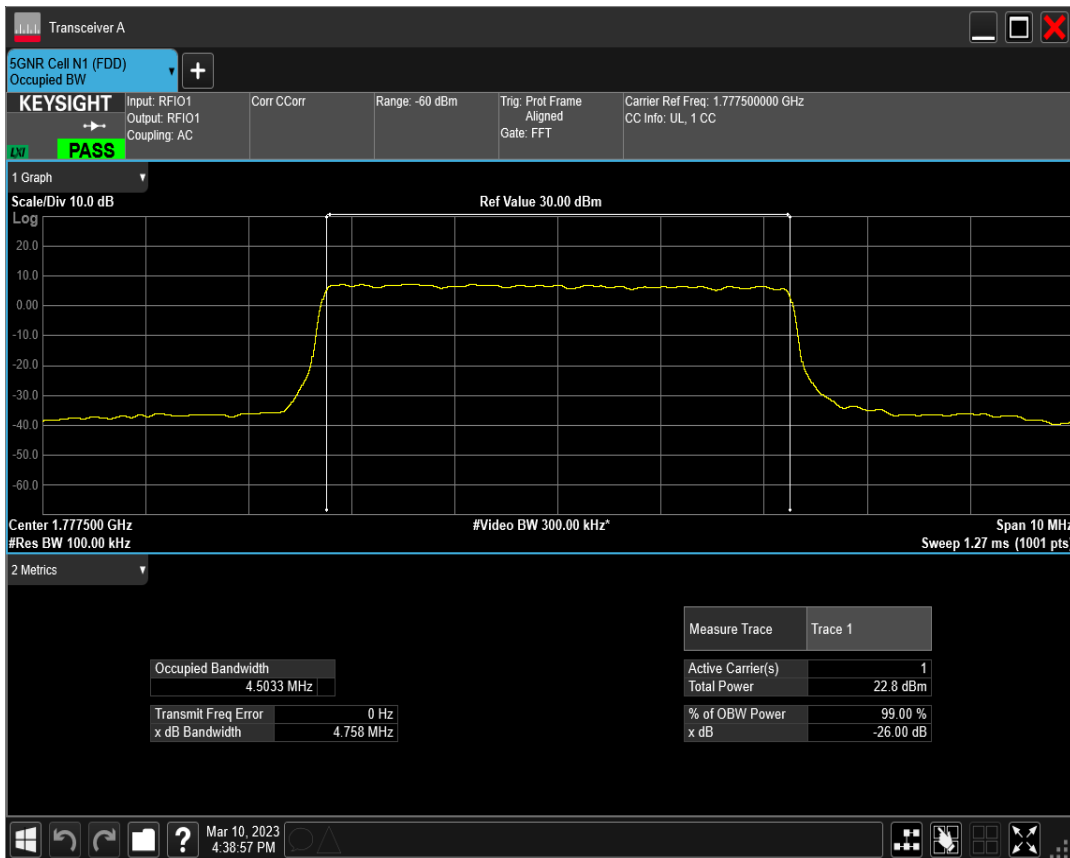 Transceiver A
5GNR Cell N1 (FDD)
Occupied BW
+
KEYSIGHT
LXI
PASS
Input: RFIO1
Output: RFIO1
Coupling: AC
Corr CCorr
Range: -60 dBm
Trig: Prot Frame
Aligned
Gate: FFT
Carrier Ref Freq: 1.777500000 GHz
CC Info: UL, 1 CC
1 Graph
Scale/Div 10.0 dB
Ref Value 30.00 dBm
Log
20.0
10.0
0.00
-10.0
-20.0
-30.0
-40.0
-50.0
-60.0
Center 1.777500 GHz
#Video BW 300.00 kHz*
Span 10 MHz
#Res BW 100.00 kHz
Sweep 1.27 ms (1001 pts)
2 Metrics
Measure Trace Trace 1
Occupied Bandwidth
4.5033 MHz
Active Carrier(s) 1
Total Power 22.8 dBm
Transmit Freq Error 0 Hz
x dB Bandwidth 4.758 MHz
% of OBW Power 99.00 %
x dB -26.00 dB
?
Mar 10, 2023
4:38:57 PM